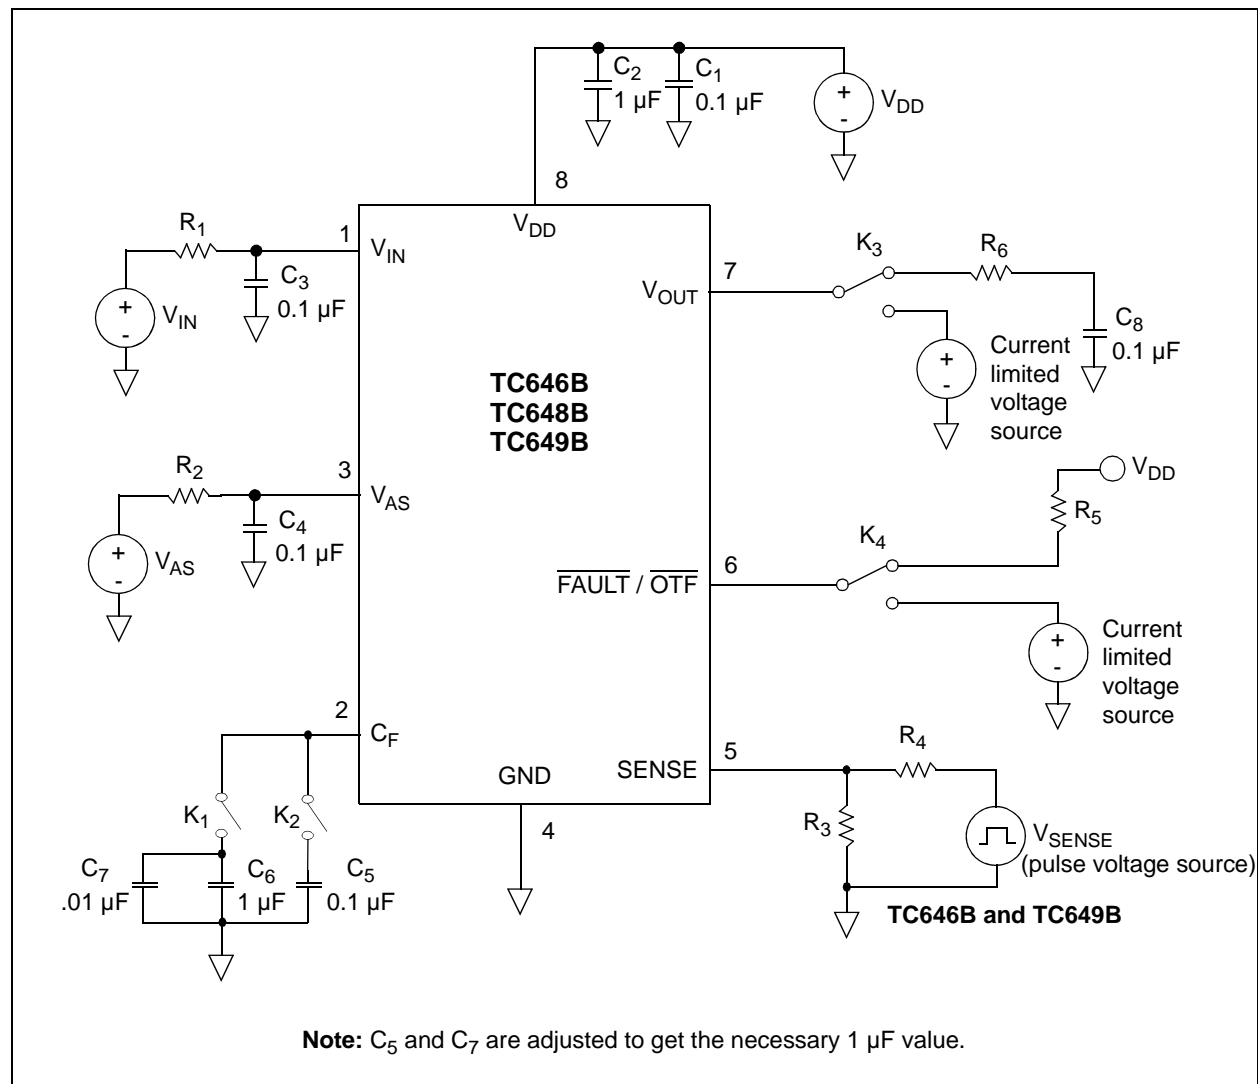 C2
1 µF
C1
0.1 µF
+
-
VDD
8
VDD
R1
1
VIN
C3
0.1 µF
+
-
VIN
7
VOUT
K3
R6
C8
0.1 µF
+
-
Current
limited
voltage
source
TC646B
TC648B
TC649B
R2
3
VAS
C4
0.1 µF
+
-
VAS
VDD
R5
K4
6
FAULT / OTF
+
-
Current
limited
voltage
source
2
CF
K1
K2
C7
.01 µF
C6
1 µF
C5
0.1 µF
GND
4
SENSE
5
R4
R3
VSENSE
(pulse voltage source)
TC646B and TC649B
Note: C5 and C7 are adjusted to get the necessary 1 µF value.